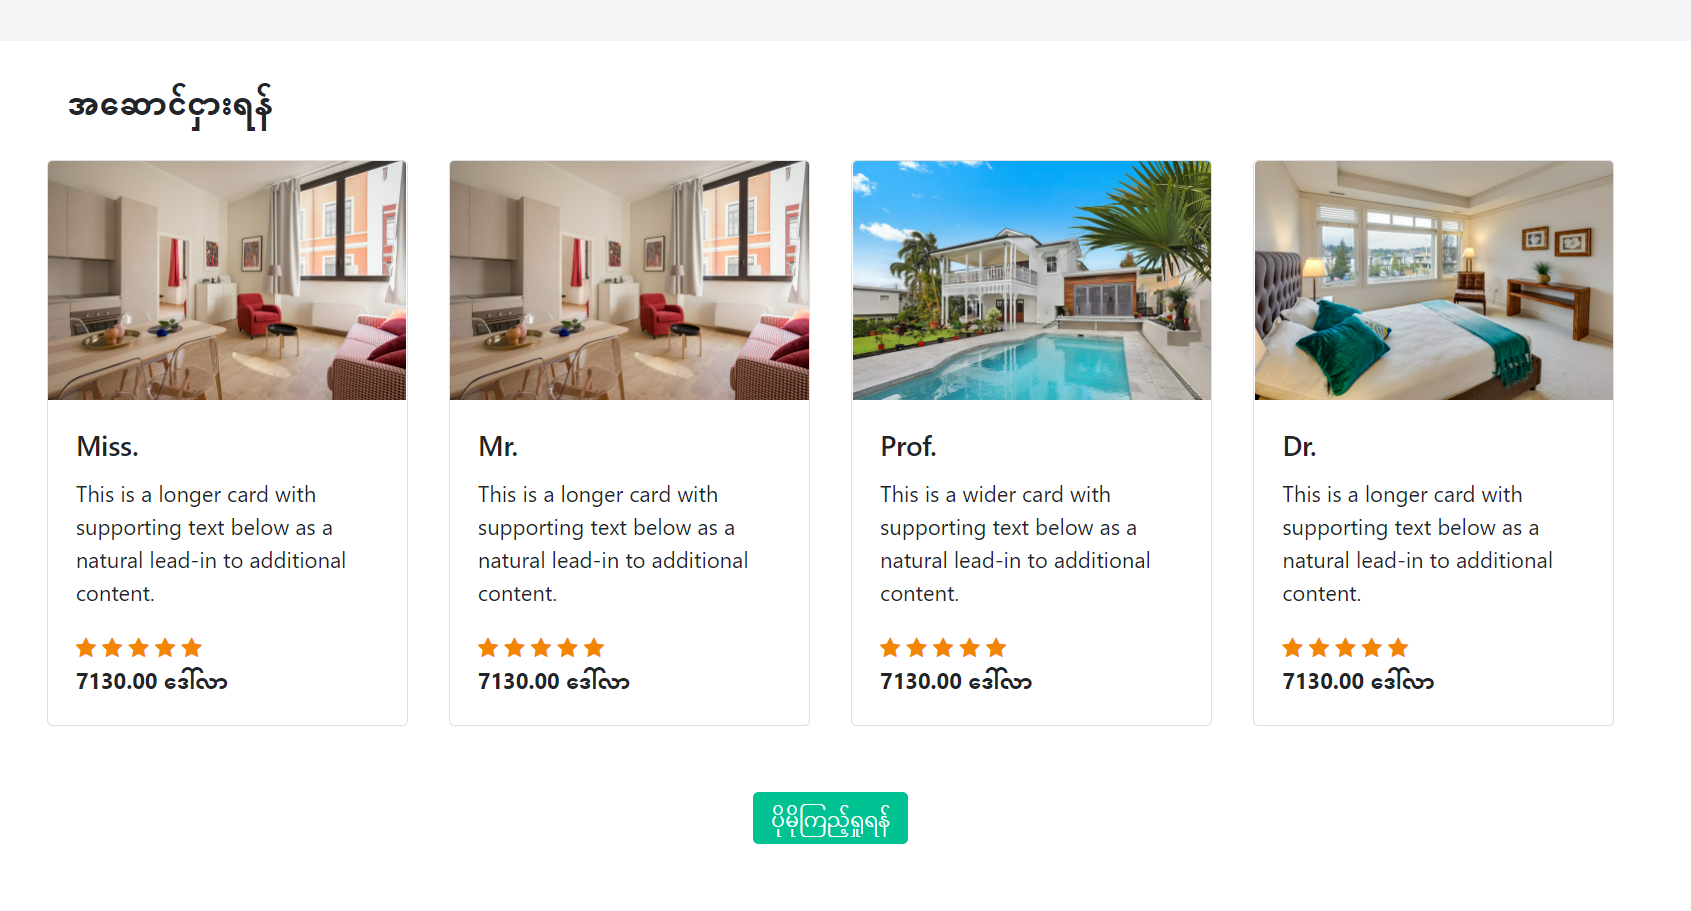 အဆောင်ငှားရန်
Miss.
This is a longer card with
supporting text below as a
natural lead-in to additional
content.
7130.00 ဒေါ်လာ
Mr.
This is a longer card with
supporting text below as a
natural lead-in to additional
content.
7130.00 ဒေါ်လာ
Prof.
This is a wider card with
supporting text below as a
natural lead-in to additional
content.
7130.00 ဒေါ်လာ
Dr.
This is a longer card with
supporting text below as a
natural lead-in to additional
content.
7130.00 ဒေါ်လာ
ပိုမိုကြည့်ရှုရန်